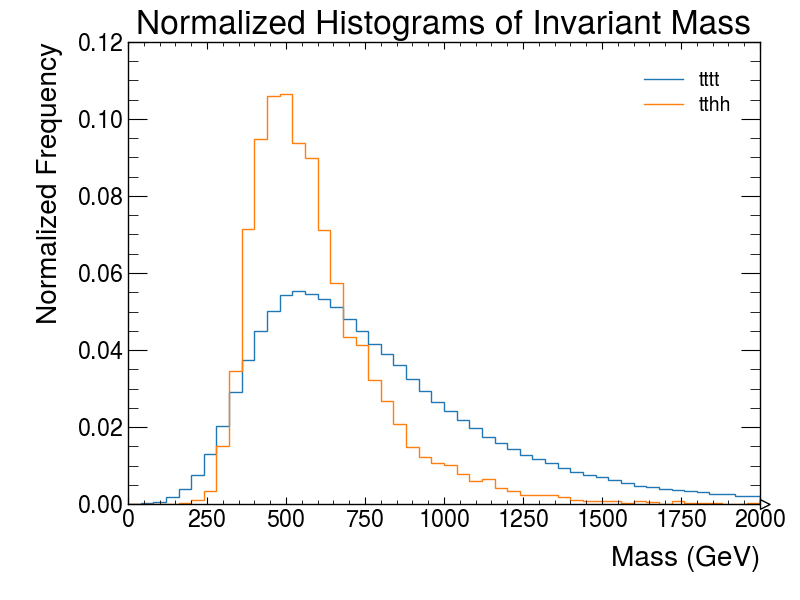 Normalized Histograms of Invariant Mass
Normalized Frequency
0.12
0.10
0.08
0.06
0.04
0.02
0.00
tttt
tthh
0 250 500 750 1000 1250 1500 1750 2000
Mass (GeV)